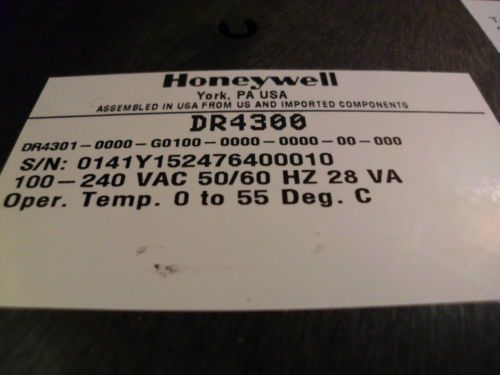 Honeywell
York, PA USA
ASSEMBLED IN USA FROM US AND IMPORTED COMPONENTS
DR4300
DR4301-0000-G0100-0000-0000-00-000
S/N: 0141Y152476400010
100-240 VAC 50/60 HZ 28 VA
Oper. Temp. 0 to 55 Deg. C